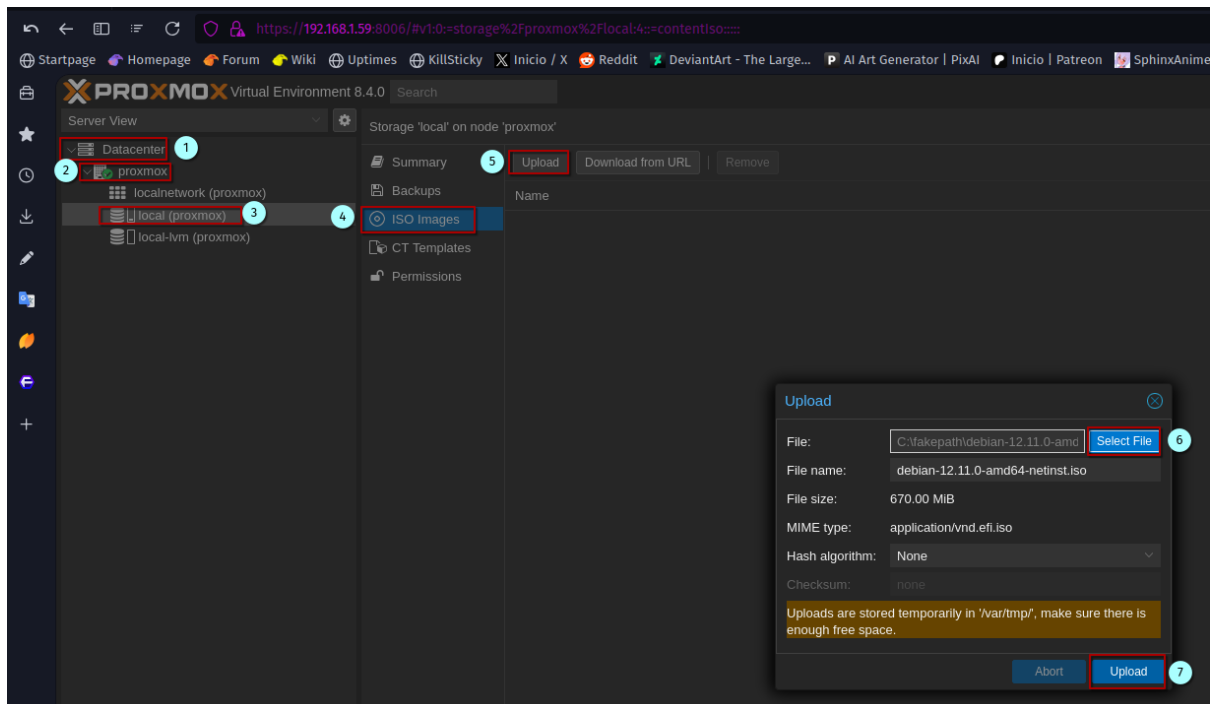 https://192.168.1.59:8006/#v1:0:=storage%2Fproxmox%2Flocal:4::=contentIso:::::
Startpage Homepage Forum Wiki Uptimes KillSticky Inicio / X Reddit DeviantArt - The Large... AI Art Generator | PixAI Inicio | Patreon SphinxAnime
PROXMOX Virtual Environment 8.4.0 Search
Server View
Storage 'local' on node 'proxmox'
Datacenter 1
2 proxmox
localnetwork (proxmox)
local (proxmox) 3
local-lvm (proxmox)
Summary
Backups
4 ISO Images
CT Templates
Permissions
5 Upload Download from URL Remove
Name
Upload
File: C:\fakepath\debian-12.11.0-amd Select File 6
File name: debian-12.11.0-amd64-netinst.iso
File size: 670.00 MiB
MIME type: application/vnd.efi.iso
Hash algorithm: None
Checksum: none
Uploads are stored temporarily in '/var/tmp/', make sure there is
enough free space.
Abort Upload 7